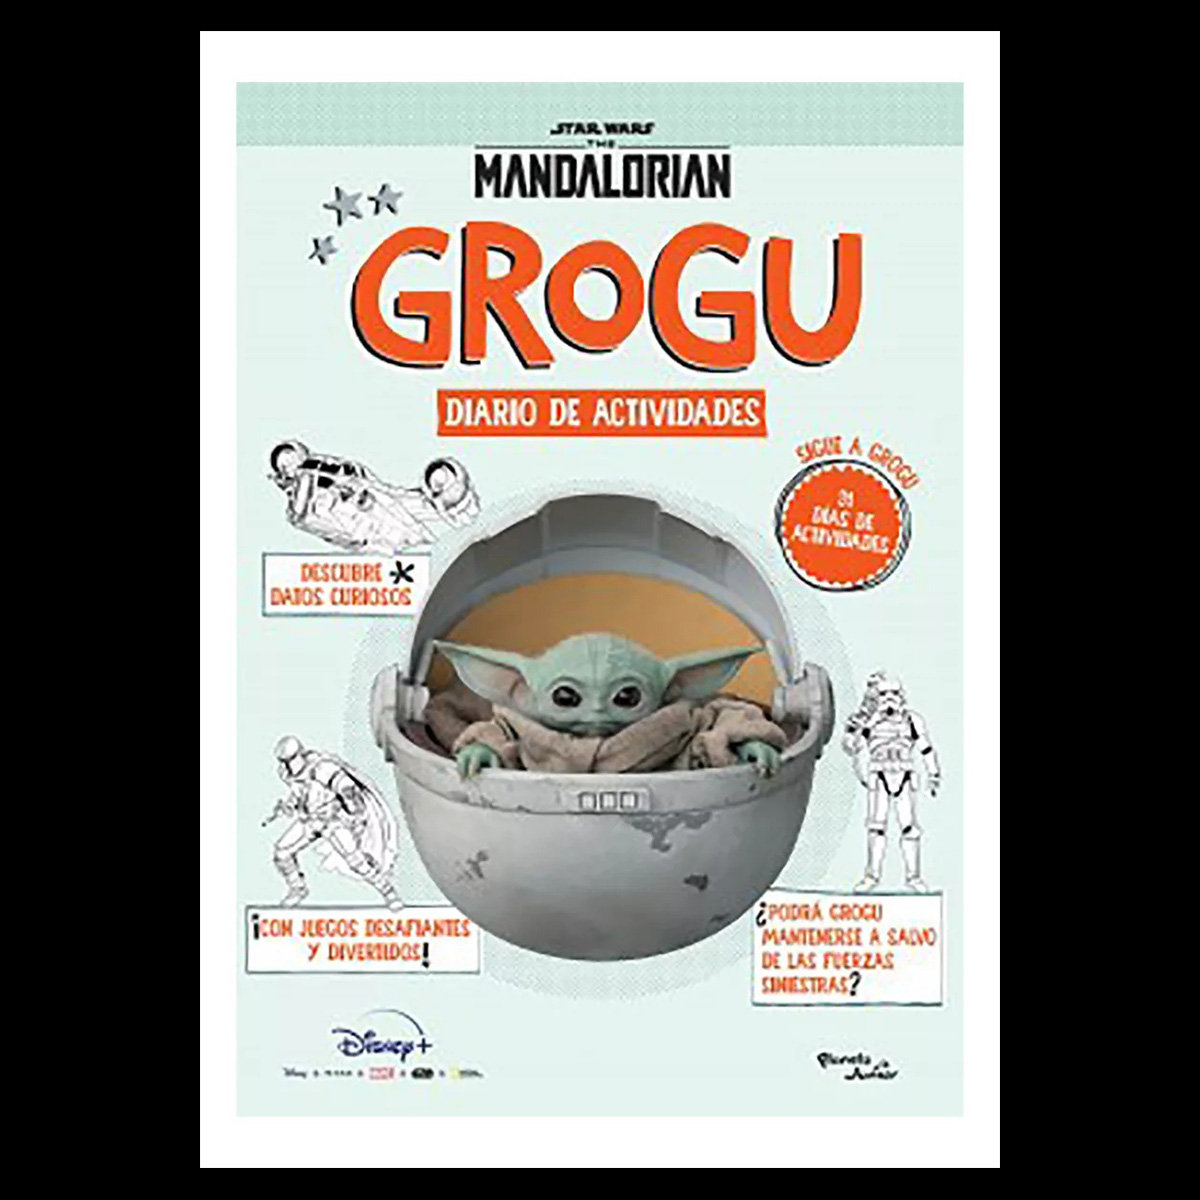 STAR WARS
THE
MANDALORIAN
GROGU
DIARIO DE ACTIVIDADES
SIGUE A GROGU
DÍAS DE
ACTIVIDADES
DESCUBRE
DATOS CURIOSOS
¡CON JUEGOS DESAFIANTES
Y DIVERTIDOS!
¿PODRÁ GROGU
MANTENERSE A SALVO
DE LAS FUERZAS
SINIESTRAS?
Disney+
Planeta
Junior